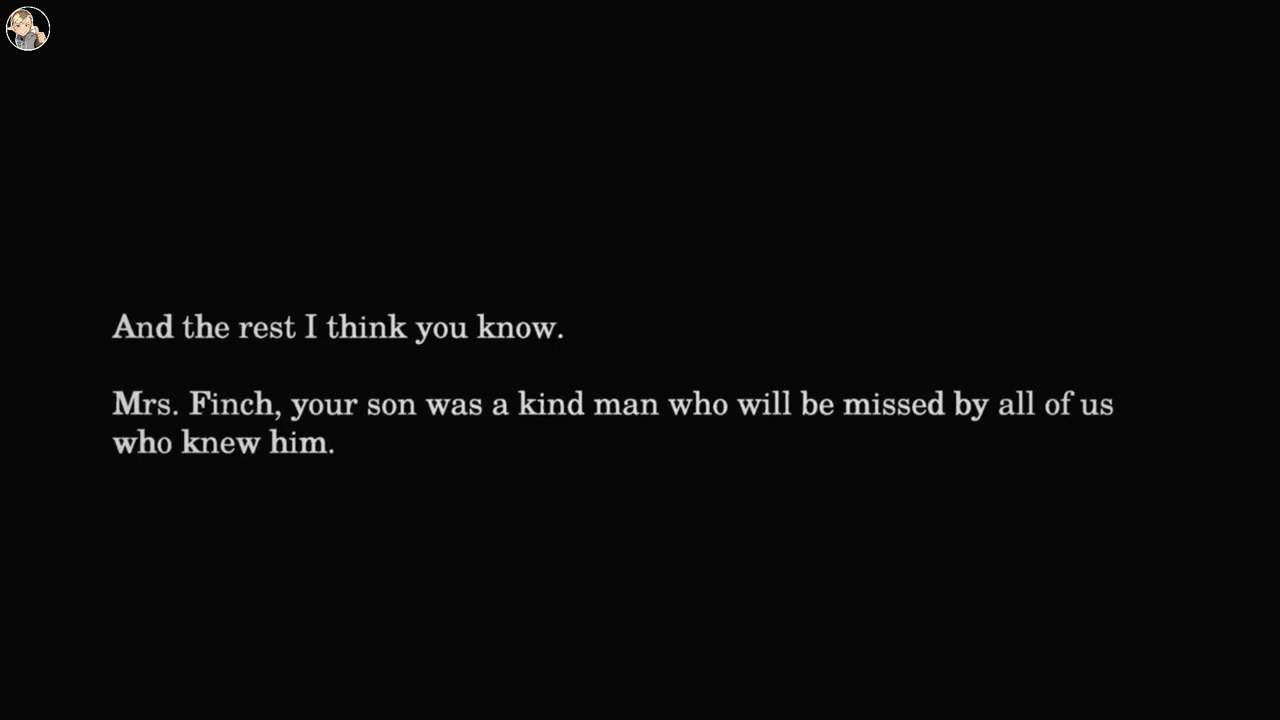 And the rest I think you know.
Mrs. Finch, your son was a kind man who will be missed by all of us
who knew him.